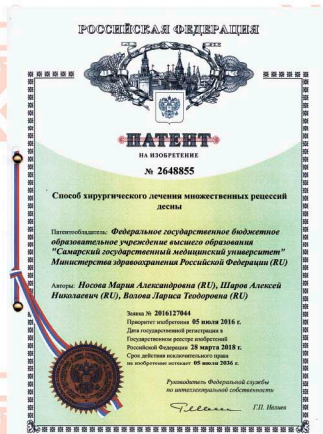 РОССИЙСКАЯ ФЕДЕРАЦИЯ
ПАТЕНТ
НА ИЗОБРЕТЕНИЕ
№ 2648855
Способ хирургического лечения множественных рецессий
десны
Патентообладатель: Федеральное государственное бюджетное
образовательное учреждение высшего образования
"Самарский государственный медицинский университет"
Министерства здравоохранения Российской Федерации (RU)
Авторы: Носова Мария Александровна (RU), Шаров Алексей
Николаевич (RU), Волова Лариса Теодоровна (RU)
Заявка № 2016127044
Приоритет изобретения 05 июля 2016 г.
Дата государственной регистрации в
Государственном реестре изобретений
Российской Федерации 28 марта 2018 г.
Срок действия исключительного права
на изобретение истекает 05 июля 2036 г.
Руководитель Федеральной службы
по интеллектуальной собственности
Г.П. Ивлиев